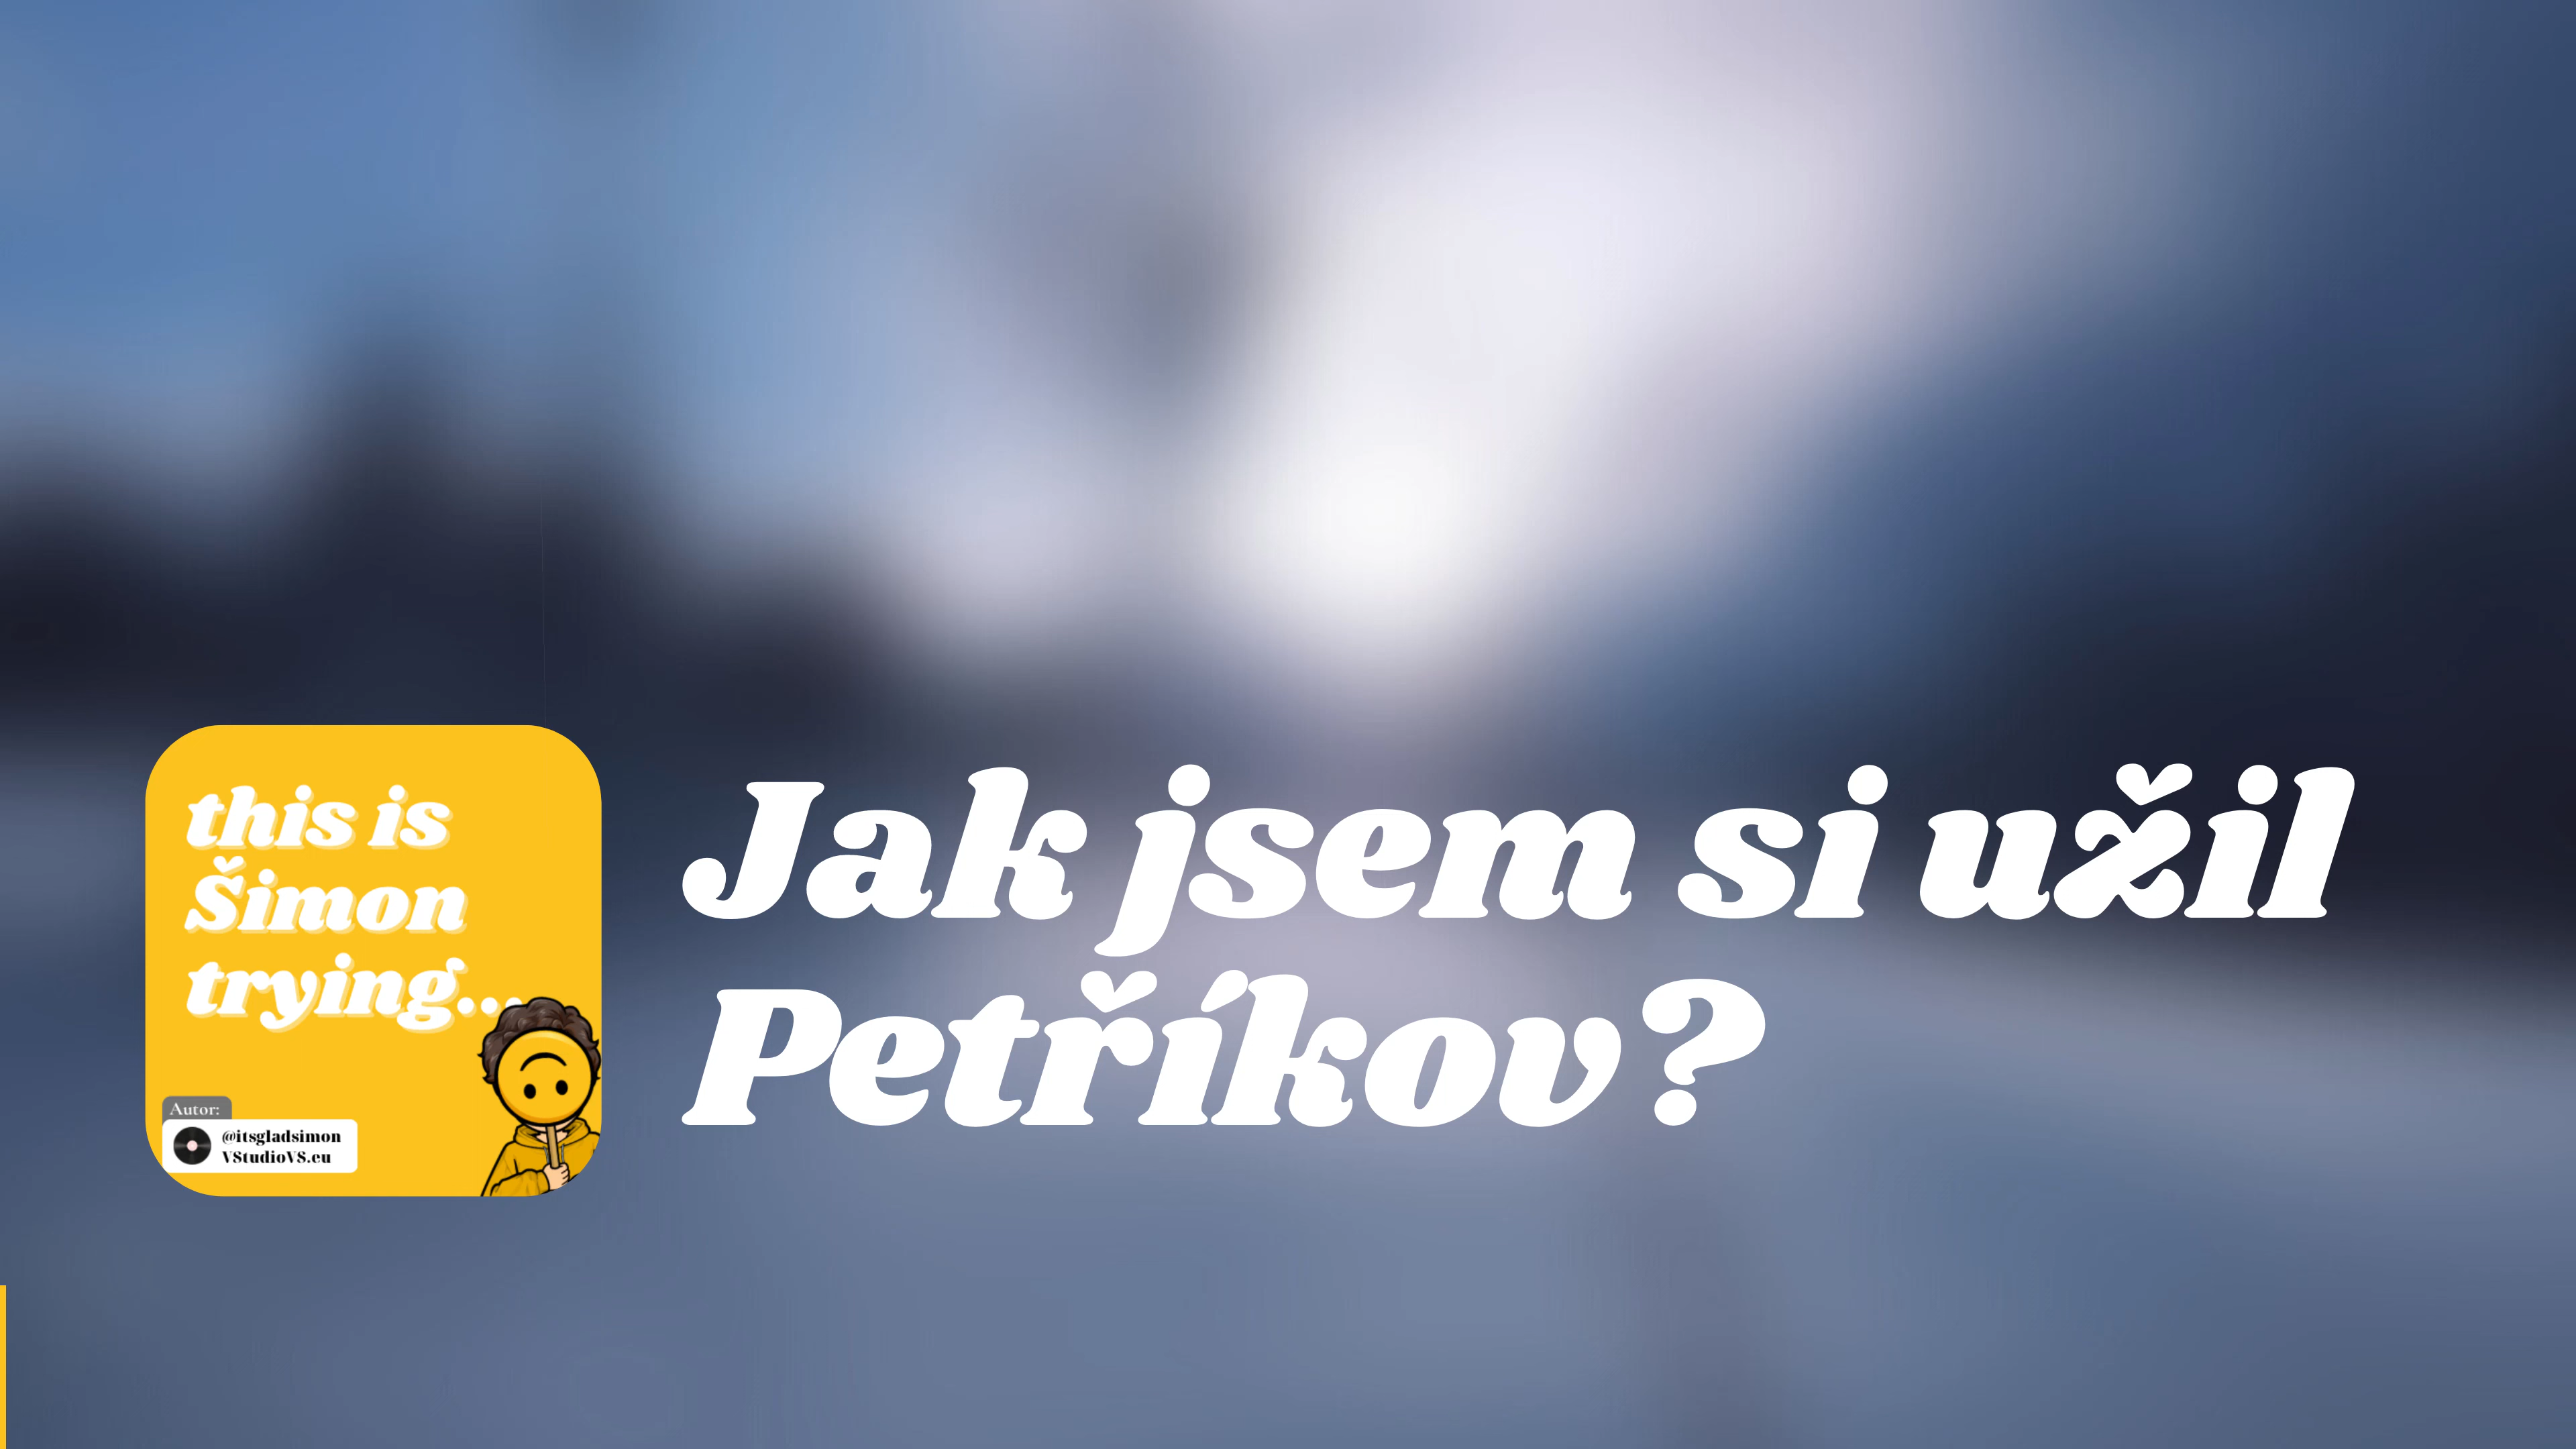 this is
Šimon
trying...
Autor:
@itsgladsimon
VStudioVS.eu
Jak jsem si užil
Petříkov?